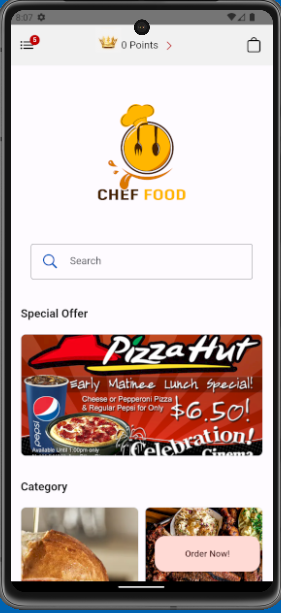 8:07
5
0 Points
CHEF FOOD
Search
Special Offer
Pizza Hut
Early Matinee Lunch Special!
Cheese or Pepperoni Pizza
& Regular Pepsi for Only
$6.50!
pepsi
Available Until 1:00pm only
Celebration!
Cinema
Category
Order Now!